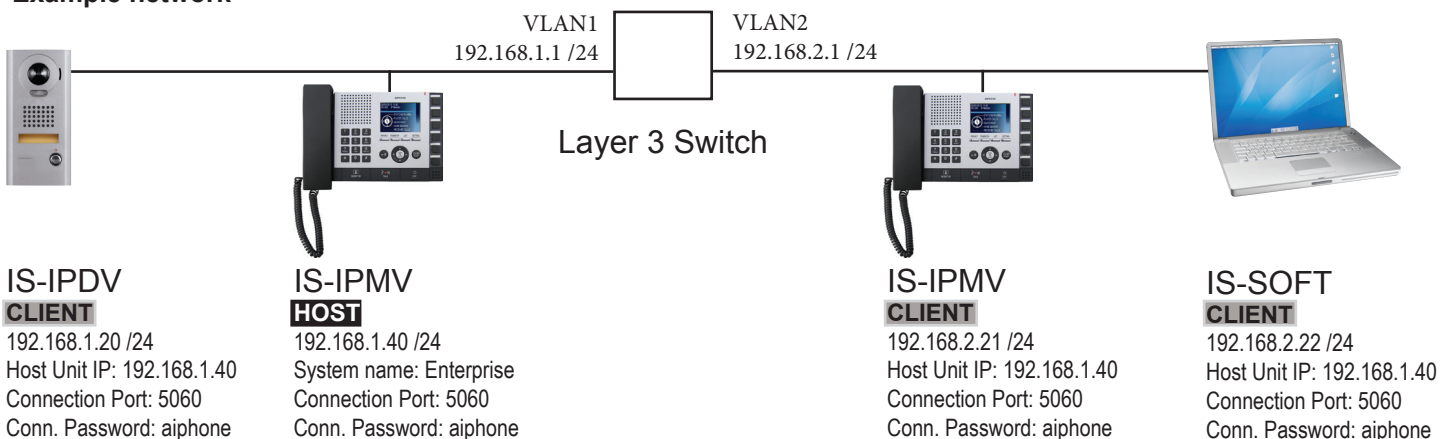 Example network
VLAN1
192.168.1.1 /24
VLAN2
192.168.2.1 /24
Layer 3 Switch
IS-IPDV
CLIENT
192.168.1.20 /24
Host Unit IP: 192.168.1.40
Connection Port: 5060
Conn. Password: aiphone
IS-IPMV
HOST
192.168.1.40 /24
System name: Enterprise
Connection Port: 5060
Conn. Password: aiphone
IS-IPMV
CLIENT
192.168.2.21 /24
Host Unit IP: 192.168.1.40
Connection Port: 5060
Conn. Password: aiphone
IS-SOFT
CLIENT
192.168.2.22 /24
Host Unit IP: 192.168.1.40
Connection Port: 5060
Conn. Password: aiphone